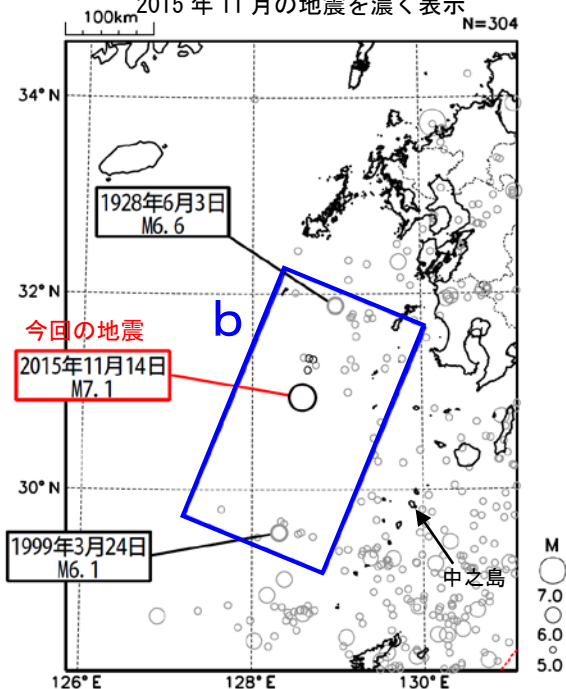 2015 年 11 月の地震を濃く表示
100km
N=304
34°N
1928年6月3日
M6.6
32°N
b
今回の地震
2015年11月14日
M7.1
30°N
1999年3月24日
M6.1
中之島
M
7.0
6.0
5.0
126°E
128°E
130°E